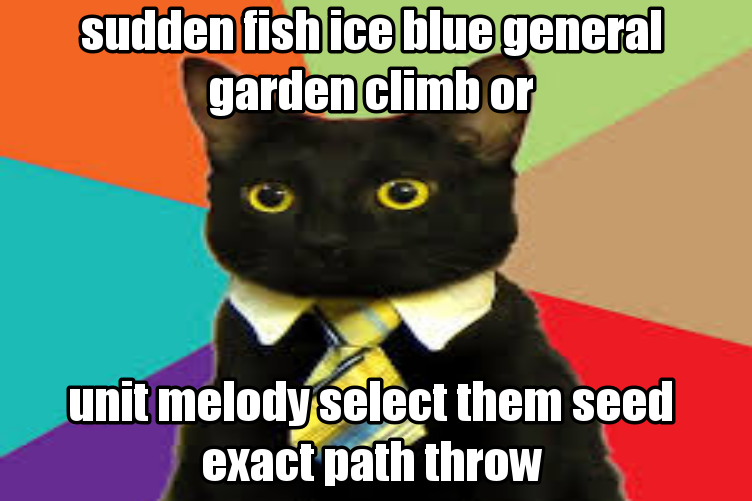 sudden fish ice blue general
garden climb or
unit melody select them seed
exact path throw